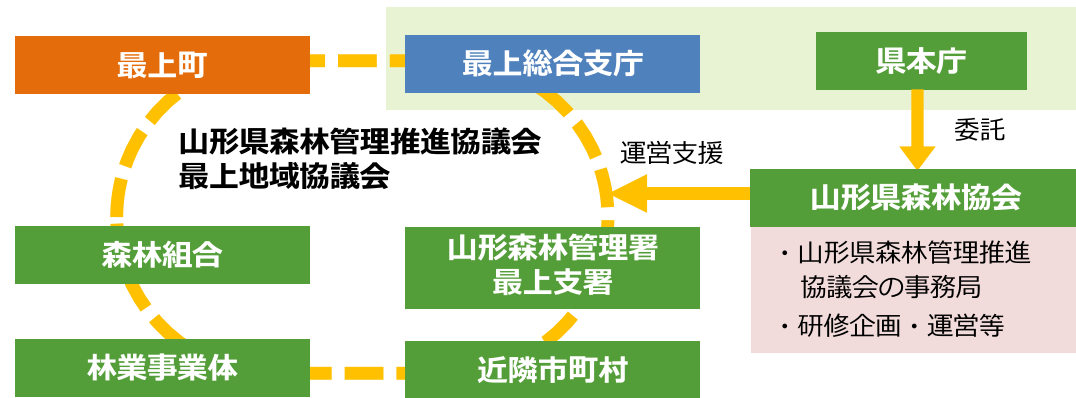 最上町
最上総合支庁
県本庁
委託
山形県森林管理推進協議会
最上地域協議会
運営支援
山形県森林協会
・山形県森林管理推進
協議会の事務局
・研修企画・運営等
森林組合
山形森林管理署
最上支署
林業事業体
近隣市町村